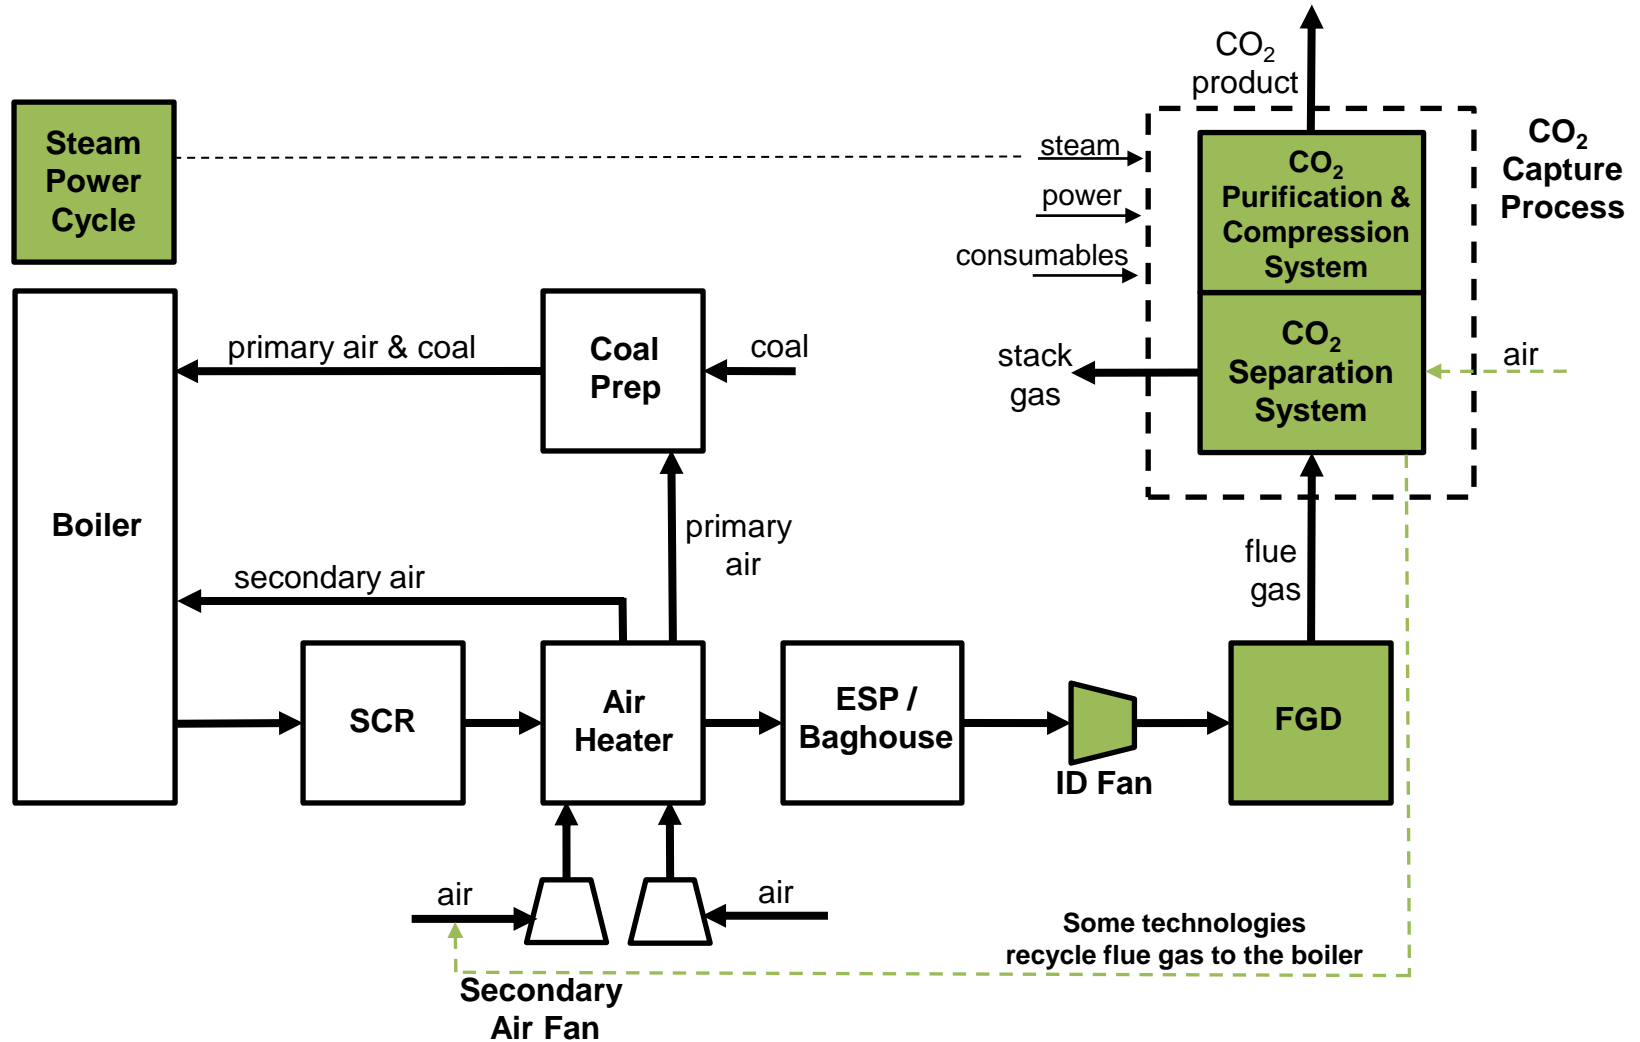 CO₂
product
Steam
Power
Cycle
steam
power
consumables
CO₂
Purification &
Compression
System
CO₂
Capture
Process
Boiler
primary air & coal
Coal
Prep
coal
stack
gas
CO₂
Separation
System
air
primary
air
secondary air
flue
gas
SCR
Air
Heater
ESP /
Baghouse
ID Fan
FGD
air
air
Some technologies
recycle flue gas to the boiler
Secondary
Air Fan